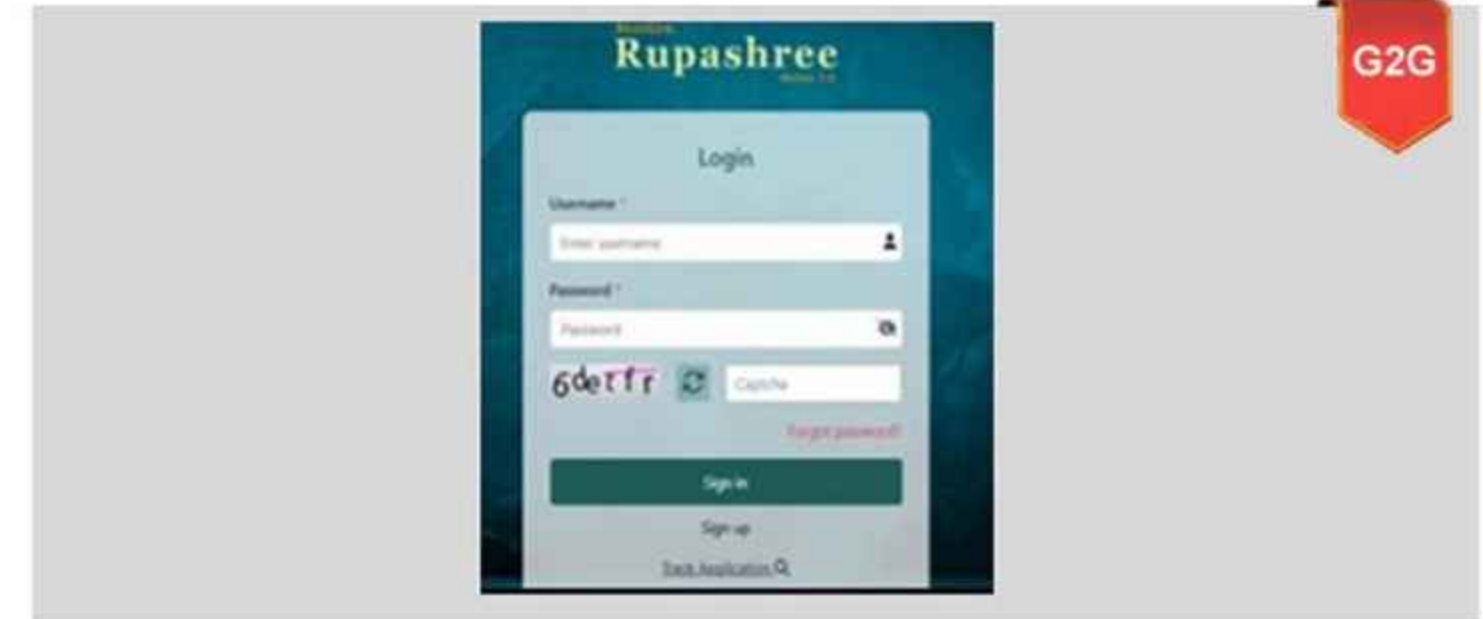 Rupashree
G2G
Login
Username *
Enter username
Password *
Password
6detfr
Captcha
Forgot password?
Sign in
Sign up
Track Application